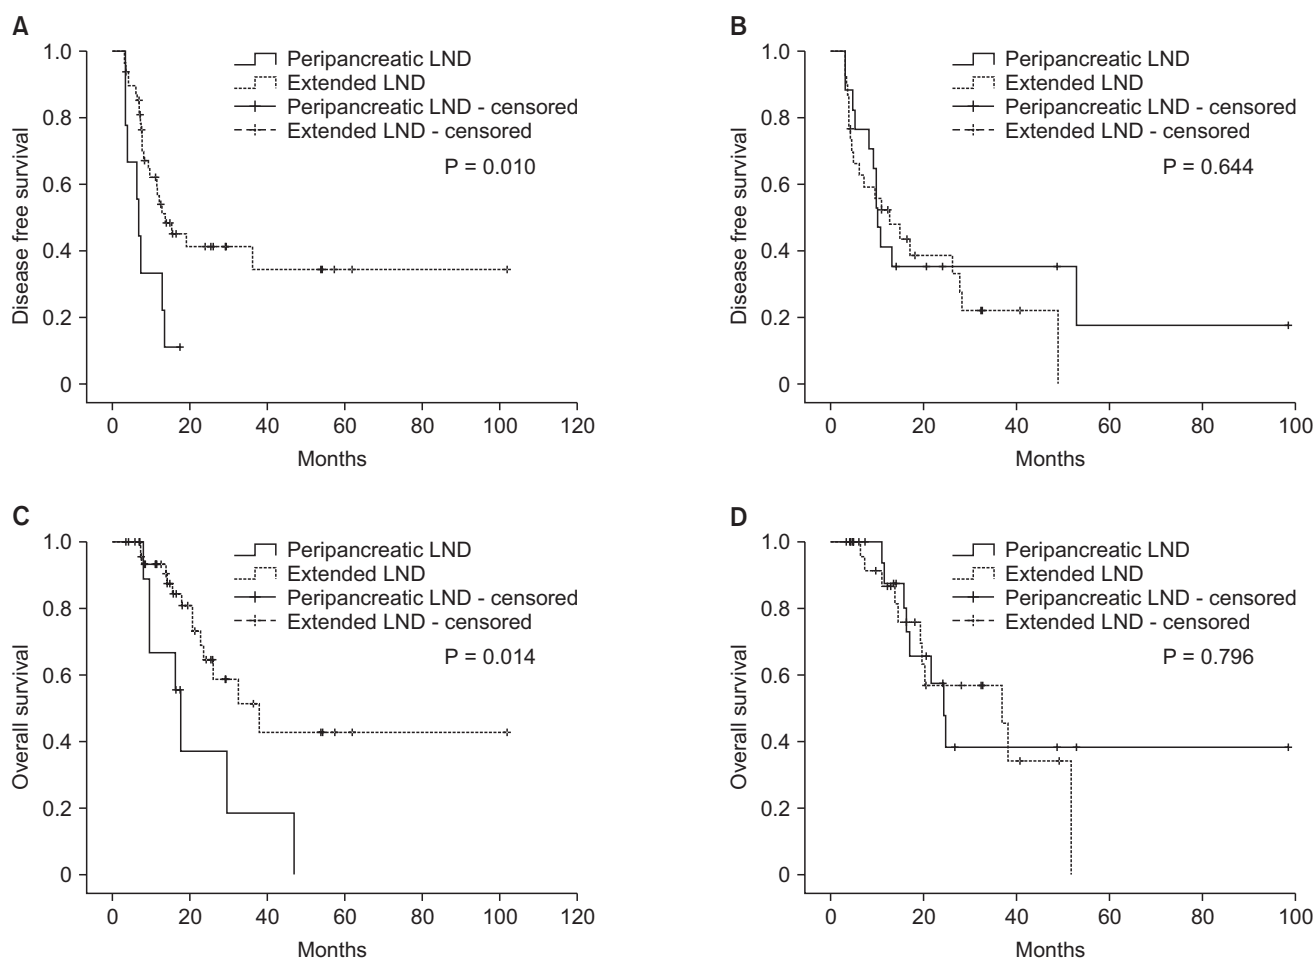 A
Disease free survival
1.0
0.8
0.6
0.4
0.2
0
Peripancreatic LND
Extended LND
Peripancreatic LND - censored
Extended LND - censored
P = 0.010
0 20 40 60 80 100 120
Months
B
Disease free survival
1.0
0.8
0.6
0.4
0.2
0
Peripancreatic LND
Extended LND
Peripancreatic LND - censored
Extended LND - censored
P = 0.644
0 20 40 60 80 100
Months
C
Overall survival
1.0
0.8
0.6
0.4
0.2
0
Peripancreatic LND
Extended LND
Peripancreatic LND - censored
Extended LND - censored
P = 0.014
0 20 40 60 80 100 120
Months
D
Overall survival
1.0
0.8
0.6
0.4
0.2
0
Peripancreatic LND
Extended LND
Peripancreatic LND - censored
Extended LND - censored
P = 0.796
0 20 40 60 80 100
Months